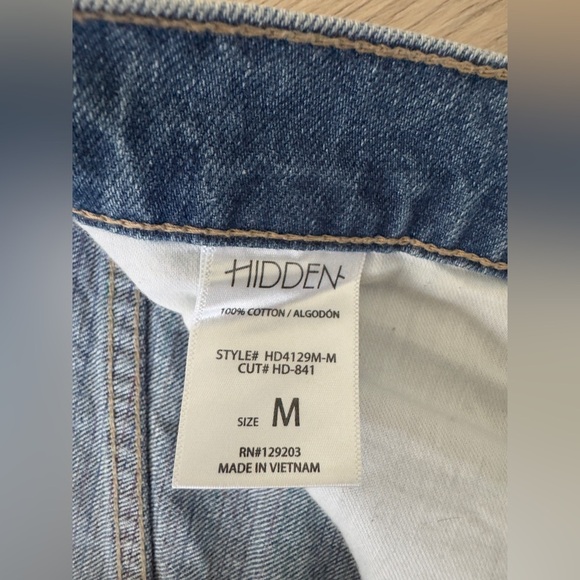 HIDDEN
100% COTTON / ALGODÓN
STYLE# HD4129M-M
CUT# HD-841
SIZE M
RN#129203
MADE IN VIETNAM